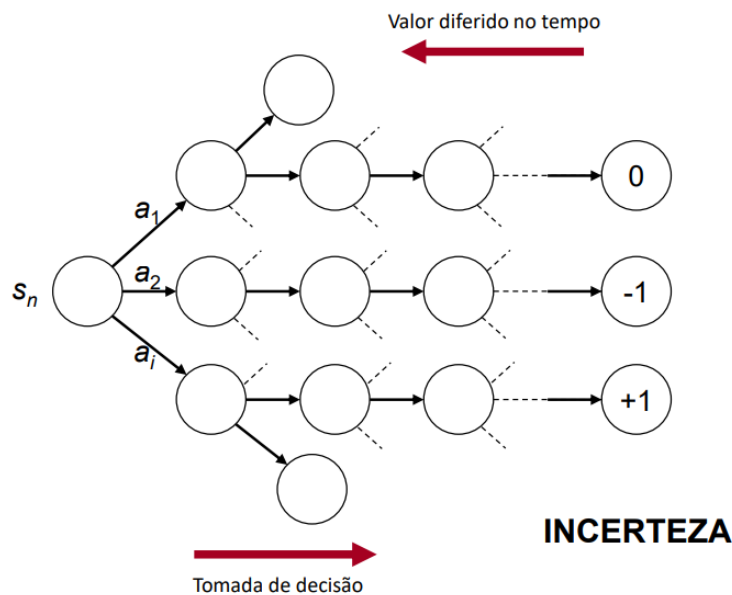 Valor diferido no tempo
0
a1
sn
a2
-1
ai
+1
INCERTEZA
Tomada de decisão